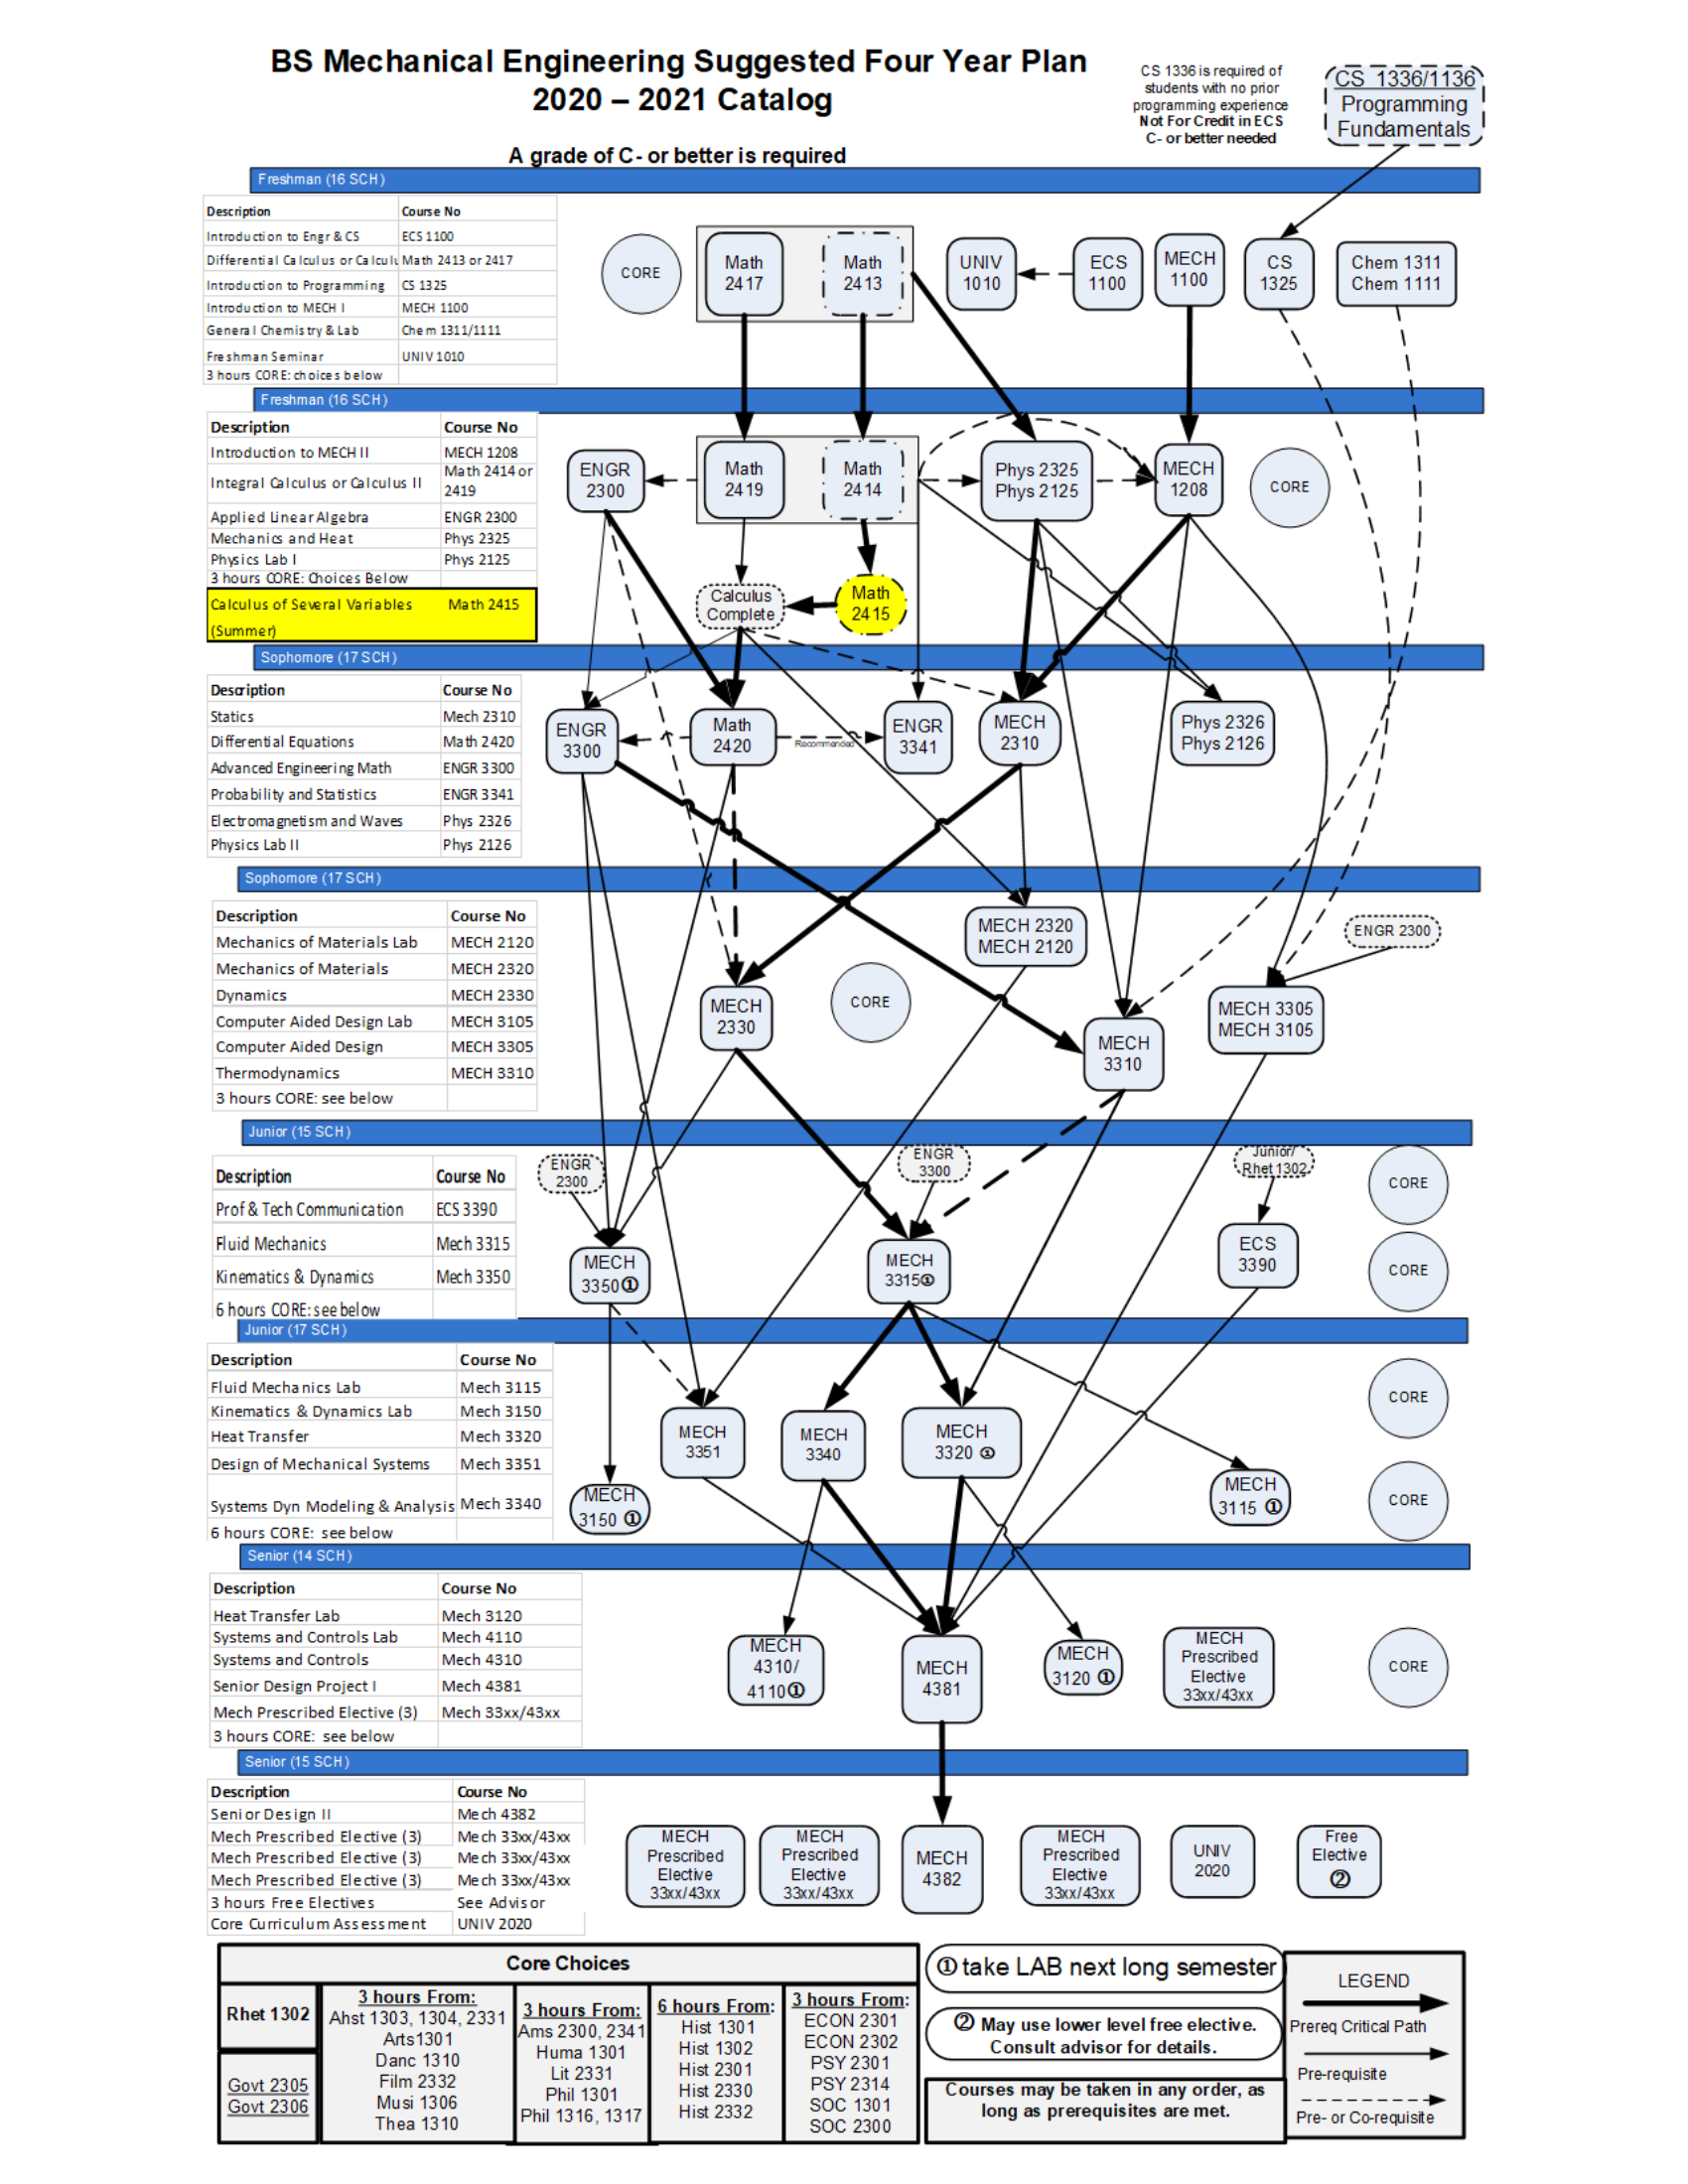 BS Mechanical Engineering Suggested Four Year Plan
2020 – 2021 Catalog
A grade of C- or better is required
CS 1336 is required of
students with no prior
programming experience
Not For Credit in ECS
C- or better needed
CS 1336/1136
Programming
Fundamentals
Freshman (16 SCH)
Description Course No
Introduction to Engr & CS ECS 1100
Differential Calculus or Calculu Math 2413 or 2417
Introduction to Programming CS 1325
Introduction to MECH I MECH 1100
General Chemistry & Lab Chem 1311/1111
Freshman Seminar UNIV 1010
3 hours CORE: choices below
CORE
Math
2417
Math
2413
UNIV
1010
ECS
1100
MECH
1100
CS
1325
Chem 1311
Chem 1111
Freshman (16 SCH)
Description Course No
Introduction to MECH II MECH 1208
Integral Calculus or Calculus II Math 2414 or
2419
Applied Linear Algebra ENGR 2300
Mechanics and Heat Phys 2325
Physics Lab I Phys 2125
3 hours CORE: Choices Below
Calculus of Several Variables Math 2415
(Summer)
ENGR
2300
Math
2419
Math
2414
Phys 2325
Phys 2125
MECH
1208
CORE
Calculus
Complete
Math
2415
Sophomore (17 SCH)
Description Course No
Statics Mech 2310
Differential Equations Math 2420
Advanced Engineering Math ENGR 3300
Probability and Statistics ENGR 3341
Electromagnetism and Waves Phys 2326
Physics Lab II Phys 2126
ENGR
3300
Math
2420
Recommended
ENGR
3341
MECH
2310
Phys 2326
Phys 2126
Sophomore (17 SCH)
Description Course No
Mechanics of Materials Lab MECH 2120
Mechanics of Materials MECH 2320
Dynamics MECH 2330
Computer Aided Design Lab MECH 3105
Computer Aided Design MECH 3305
Thermodynamics MECH 3310
3 hours CORE: see below
MECH 2320
MECH 2120
ENGR 2300
MECH
2330
CORE
MECH
3310
MECH 3305
MECH 3105
Junior (15 SCH)
Description Course No
Prof & Tech Communication ECS 3390
Fluid Mechanics Mech 3315
Kinematics & Dynamics Mech 3350
6 hours CORE: see below
ENGR
2300
ENGR
3300
Junior/
Rhet 1302
CORE
MECH
3350①
MECH
3315①
ECS
3390
CORE
Junior (17 SCH)
Description Course No
Fluid Mechanics Lab Mech 3115
Kinematics & Dynamics Lab Mech 3150
Heat Transfer Mech 3320
Design of Mechanical Systems Mech 3351
Systems Dyn Modeling & Analysis Mech 3340
6 hours CORE: see below
CORE
MECH
3351
MECH
3340
MECH
3320 ①
MECH
3150 ①
MECH
3115 ①
CORE
Senior (14 SCH)
Description Course No
Heat Transfer Lab Mech 3120
Systems and Controls Lab Mech 4110
Systems and Controls Mech 4310
Senior Design Project I Mech 4381
Mech Prescribed Elective (3) Mech 33xx/43xx
3 hours CORE: see below
MECH
4310/
4110①
MECH
4381
MECH
3120 ①
MECH
Prescribed
Elective
33xx/43xx
CORE
Senior (15 SCH)
Description Course No
Senior Design II Mech 4382
Mech Prescribed Elective (3) Mech 33xx/43xx
Mech Prescribed Elective (3) Mech 33xx/43xx
Mech Prescribed Elective (3) Mech 33xx/43xx
3 hours Free Electives See Advisor
Core Curriculum Assessment UNIV 2020
MECH
Prescribed
Elective
33xx/43xx
MECH
Prescribed
Elective
33xx/43xx
MECH
4382
MECH
Prescribed
Elective
33xx/43xx
UNIV
2020
Free
Elective
②
Core Choices
Rhet 1302
Govt 2305
Govt 2306
3 hours From:
Ahst 1303, 1304, 2331
Arts1301
Danc 1310
Film 2332
Musi 1306
Thea 1310
3 hours From:
Ams 2300, 2341
Huma 1301
Lit 2331
Phil 1301
Phil 1316, 1317
6 hours From:
Hist 1301
Hist 1302
Hist 2301
Hist 2330
Hist 2332
3 hours From:
ECON 2301
ECON 2302
PSY 2301
PSY 2314
SOC 1301
SOC 2300
① take LAB next long semester
② May use lower level free elective.
Consult advisor for details.
Courses may be taken in any order, as
long as prerequisites are met.
LEGEND
Prereq Critical Path
Pre-requisite
Pre- or Co-requisite